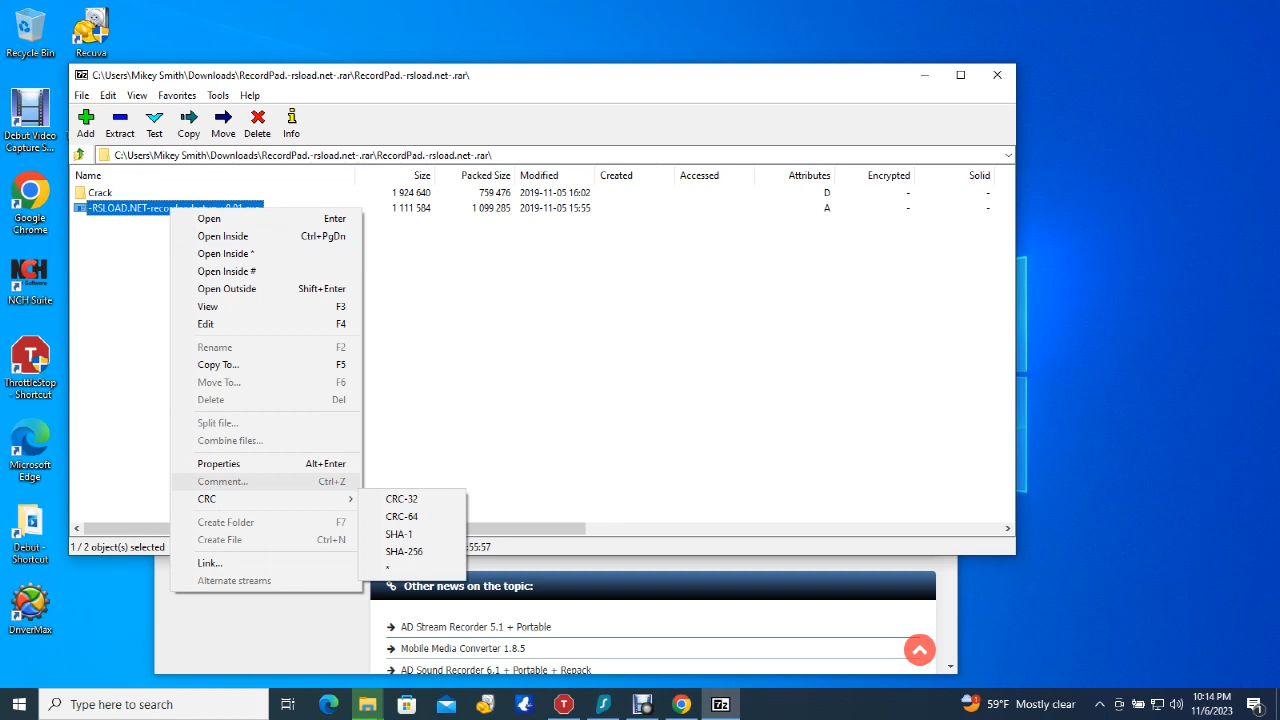 Recycle Bin
Recuva
Debut Video
Capture S...
Google
Chrome
NCH Suite
ThrottleStop
- Shortcut
Microsoft
Edge
Debut -
Shortcut
DriverMax
C:\Users\Mikey Smith\Downloads\RecordPad.-rsload.net-.rar\RecordPad.-rsload.net-.rar\
File Edit View Favorites Tools Help
Add Extract Test Copy Move Delete Info
C:\Users\Mikey Smith\Downloads\RecordPad.-rsload.net-.rar\RecordPad.-rsload.net-.rar\
Name Size Packed Size Modified Created Accessed Attributes Encrypted Solid
Crack 1 924 640 759 476 2019-11-05 16:02 D - -
1 111 584 1 099 285 2019-11-05 15:55 A - -
Open Enter
Open Inside Ctrl+PgDn
Open Inside *
Open Inside #
Open Outside Shift+Enter
View F3
Edit F4
Rename F2
Copy To... F5
Move To... F6
Delete Del
Split file...
Combine files...
Properties Alt+Enter
Comment... Ctrl+Z
CRC
Create Folder F7
Create File Ctrl+N
Link...
Alternate streams
CRC-32
CRC-64
SHA-1
SHA-256
*
1 / 2 object(s) selected
55:57
Other news on the topic:
AD Stream Recorder 5.1 + Portable
Mobile Media Converter 1.8.5
AD Sound Recorder 6.1 + Portable + Repack
Type here to search
59°F Mostly clear
10:14 PM
11/6/2023